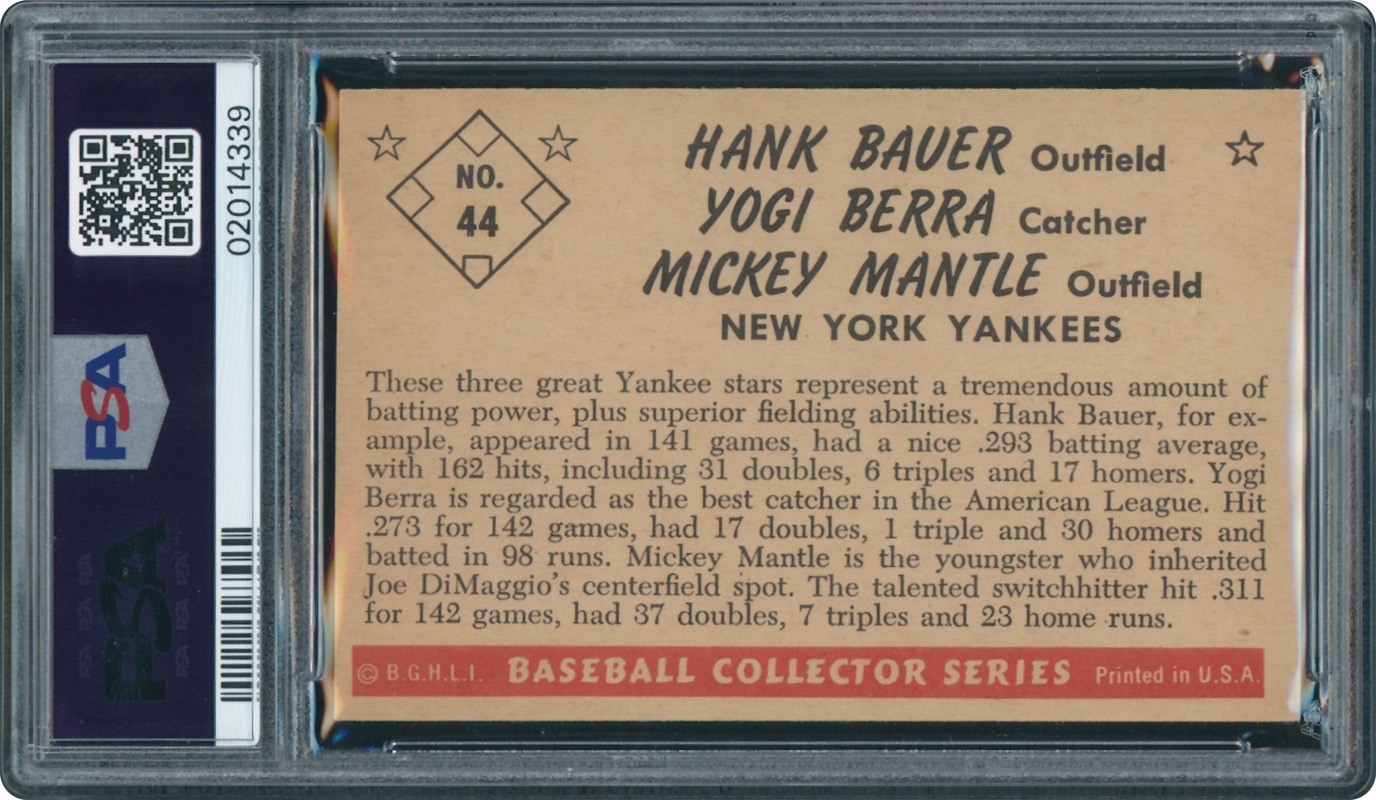 02014339
PSA
PSA
NO.
44
HANK BAUER Outfield
YOGI BERRA Catcher
MICKEY MANTLE Outfield
NEW YORK YANKEES
These three great Yankee stars represent a tremendous amount of
batting power, plus superior fielding abilities. Hank Bauer, for ex-
ample, appeared in 141 games, had a nice .293 batting average,
with 162 hits, including 31 doubles, 6 triples and 17 homers. Yogi
Berra is regarded as the best catcher in the American League. Hit
.273 for 142 games, had 17 doubles, 1 triple and 30 homers and
batted in 98 runs. Mickey Mantle is the youngster who inherited
Joe DiMaggio's centerfield spot. The talented switchhitter hit .311
for 142 games, had 37 doubles, 7 triples and 23 home runs.
© B.G.H.L.I. BASEBALL COLLECTOR SERIES Printed in U.S.A.